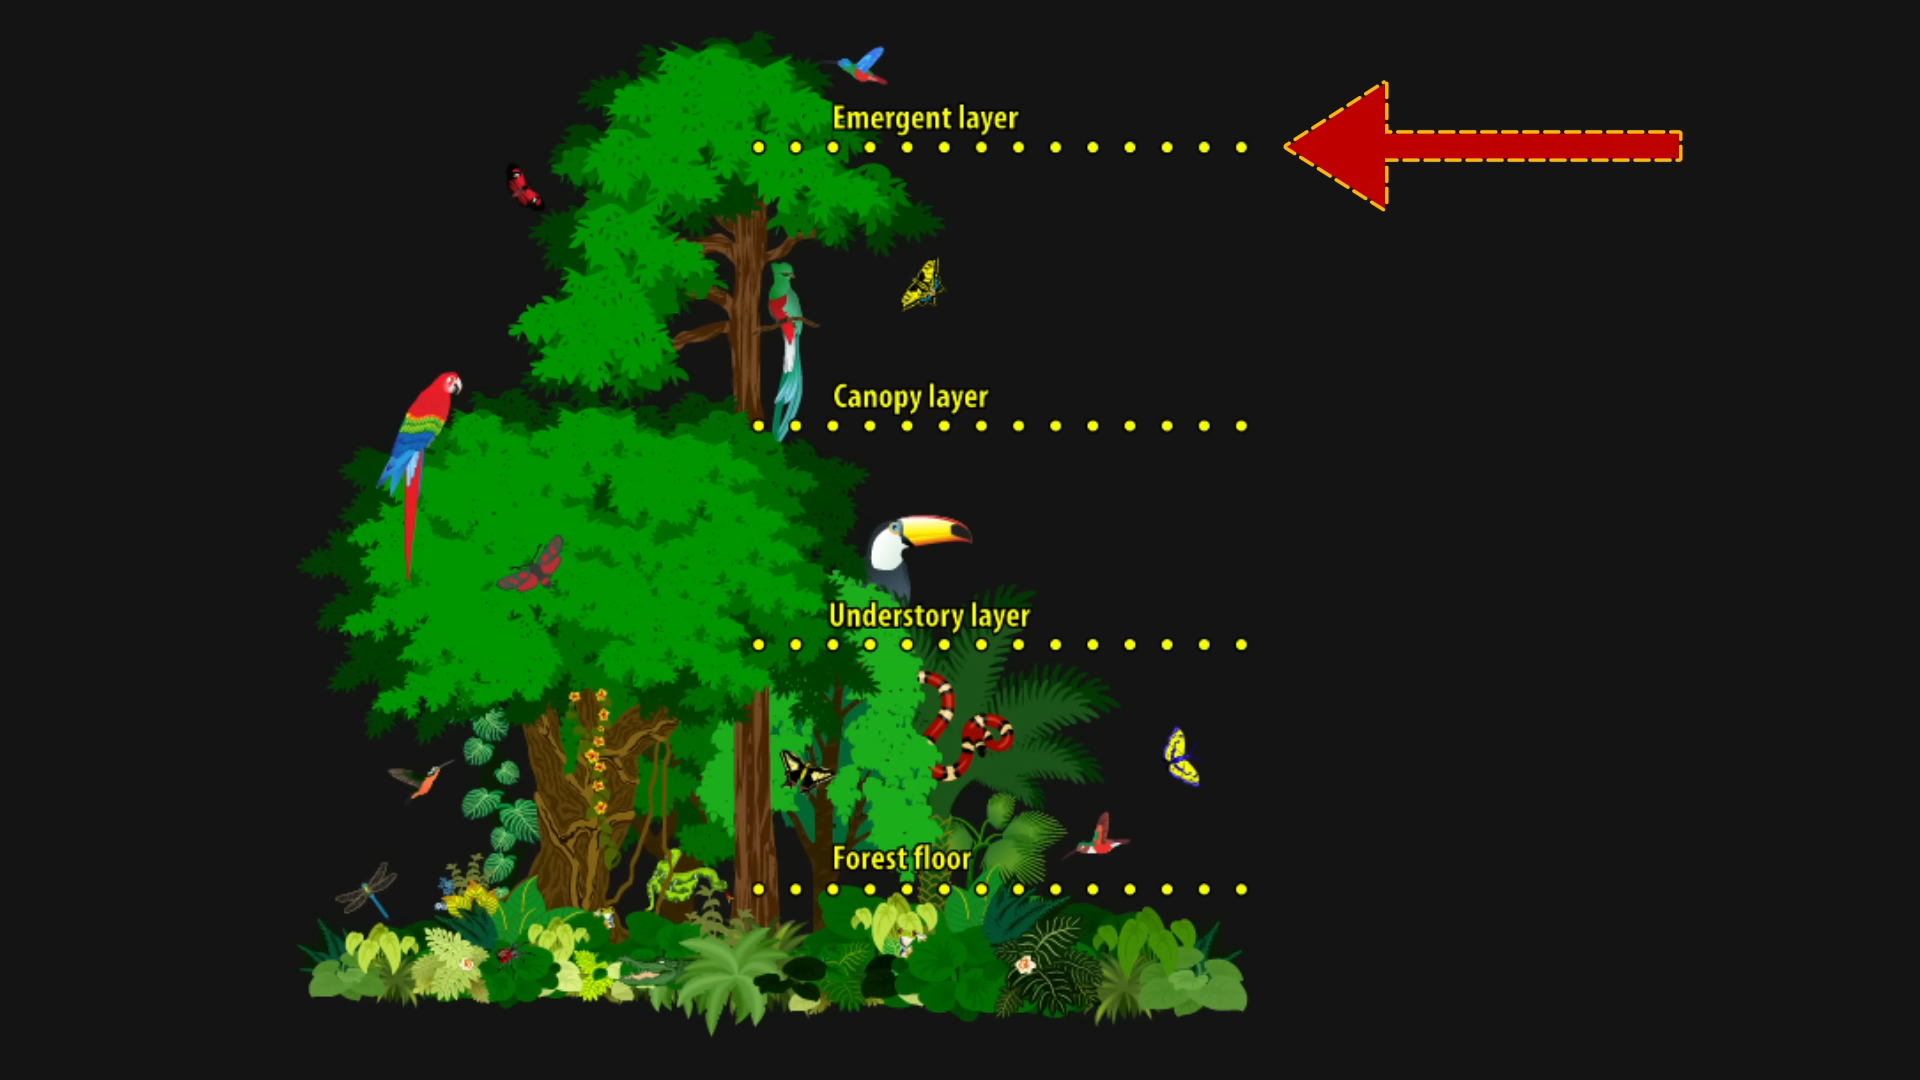 Emergent layer
Canopy layer
Understory layer
Forest floor